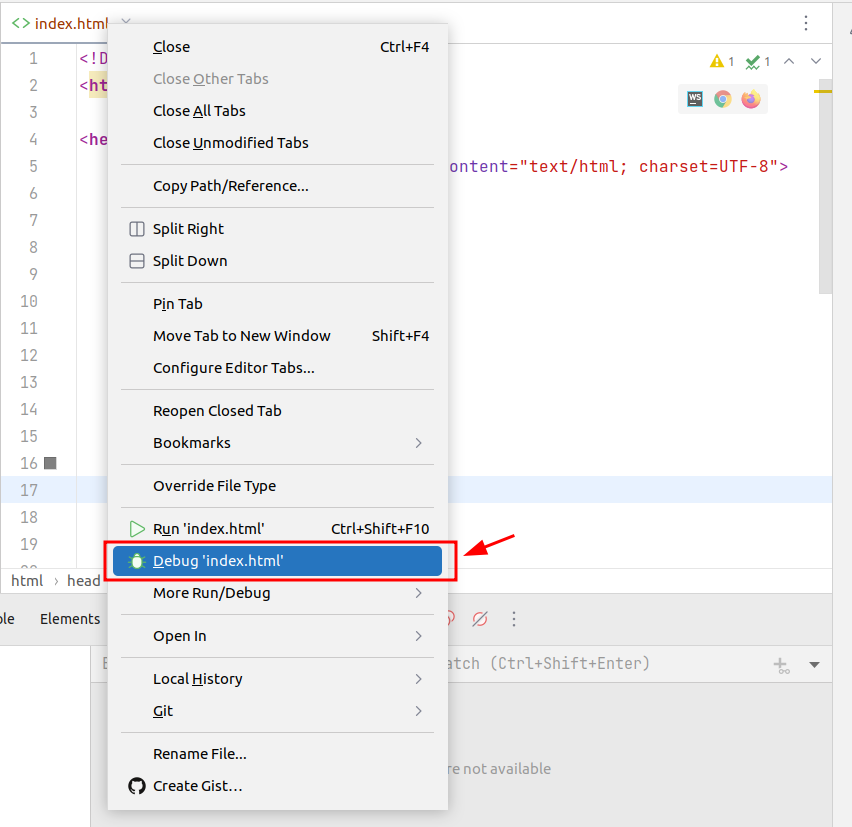 <> index.html
1 <!D
2 <ht
3
4 <he
5 ontent="text/html; charset=UTF-8">
6
7
8
9
10
11
12
13
14
15
16
17
18
19
20
1 1
WS
Close Ctrl+F4
Close Other Tabs
Close All Tabs
Close Unmodified Tabs
Copy Path/Reference...
Split Right
Split Down
Pin Tab
Move Tab to New Window Shift+F4
Configure Editor Tabs...
Reopen Closed Tab
Bookmarks
Override File Type
Run 'index.html' Ctrl+Shift+F10
Debug 'index.html'
More Run/Debug
Open In
Local History
Git
Rename File...
Create Gist...
html › head
ole Elements
atch (Ctrl+Shift+Enter)
re not available